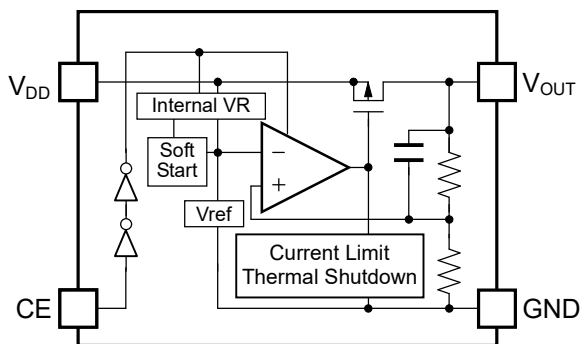 V_DD
V_OUT
Internal VR
Soft
Start
−
+
Vref
Current Limit
Thermal Shutdown
CE
GND